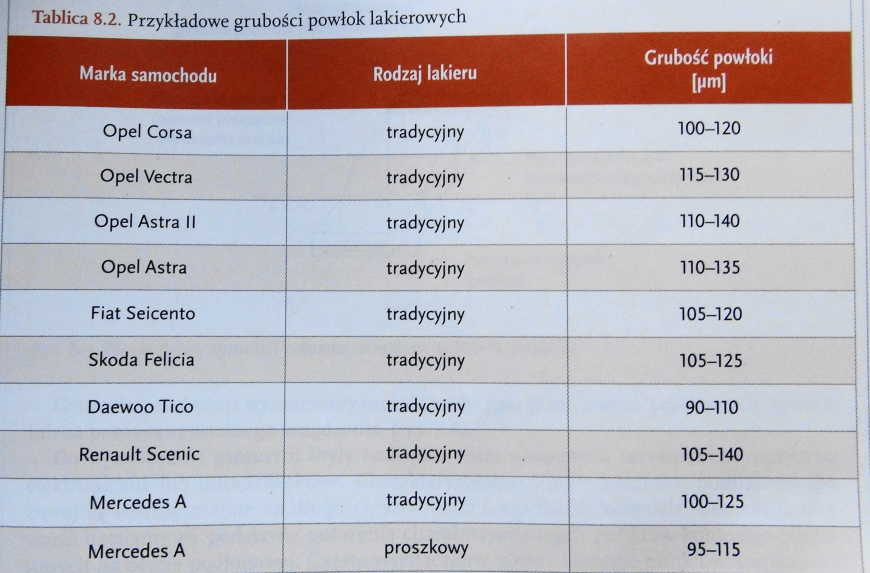 Tablica 8.2. Przykładowe grubości powłok lakierowych
Marka samochodu Rodzaj lakieru Grubość powłoki [µm]
Opel Corsa tradycyjny 100–120
Opel Vectra tradycyjny 115–130
Opel Astra II tradycyjny 110–140
Opel Astra tradycyjny 110–135
Fiat Seicento tradycyjny 105–120
Skoda Felicia tradycyjny 105–125
Daewoo Tico tradycyjny 90–110
Renault Scenic tradycyjny 105–140
Mercedes A tradycyjny 100–125
Mercedes A proszkowy 95–115